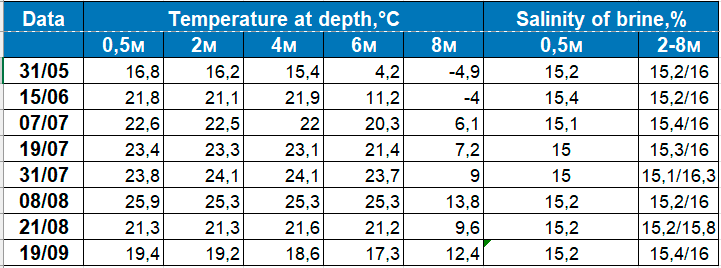 Data Temperature at depth,°C Salinity of brine,%
0,5м 2м 4м 6м 8м 0,5м 2-8м
31/05 16,8 16,2 15,4 4,2 -4,9 15,2 15,2/16
15/06 21,8 21,1 21,9 11,2 -4 15,4 15,2/16
07/07 22,6 22,5 22 20,3 6,1 15,1 15,4/16
19/07 23,4 23,3 23,1 21,4 7,2 15 15,3/16
31/07 23,8 24,1 24,1 23,7 9 15 15,1/16,3
08/08 25,9 25,3 25,3 25,3 13,8 15,2 15,2/16
21/08 21,3 21,3 21,6 21,2 9,6 15,2 15,2/15,8
19/09 19,4 19,2 18,6 17,3 12,4 15,2 15,4/16